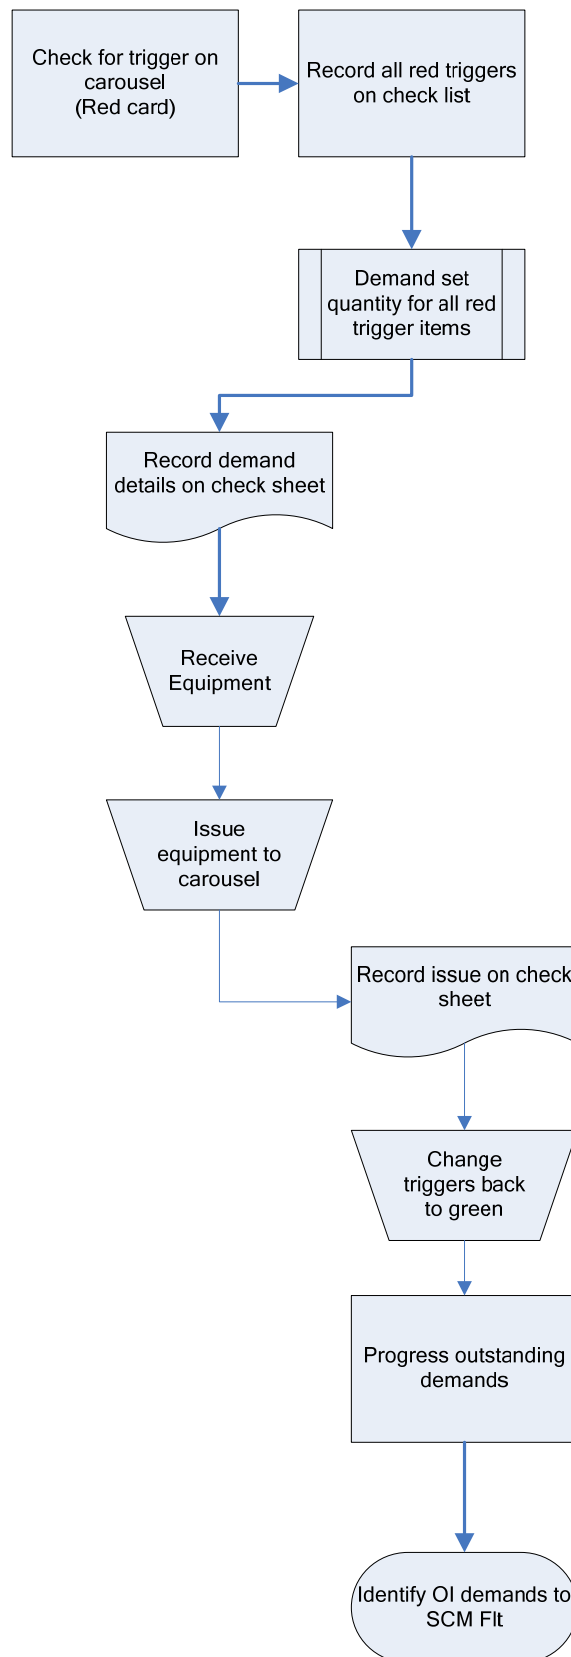 Check for trigger on
carousel
(Red card)
Record all red triggers
on check list
Demand set
quantity for all red
trigger items
Record demand
details on check sheet
Receive
Equipment
Issue
equipment to
carousel
Record issue on check
sheet
Change
triggers back
to green
Progress outstanding
demands
Identify OI demands to
SCM Flt